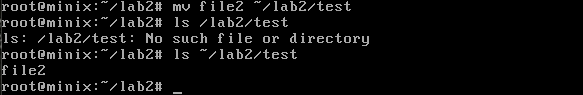 root@minix:~/lab2# mv file2 ~/lab2/test
root@minix:~/lab2# ls /lab2/test
ls: /lab2/test: No such file or directory
root@minix:~/lab2# ls ~/lab2/test
file2
root@minix:~/lab2# _